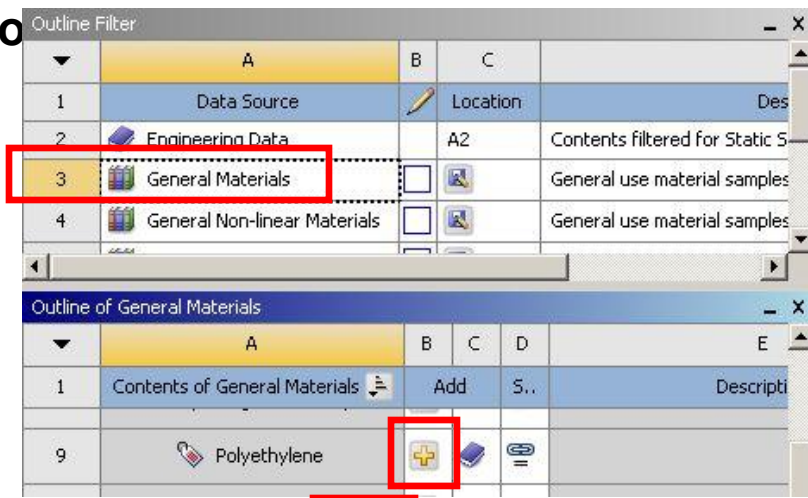 o
Outline Filter
A B C
1 Data Source Location Des
2 Engineering Data A2 Contents filtered for Static S
3 General Materials General use material samples
4 General Non-linear Materials General use material samples
Outline of General Materials
A B C D E
1 Contents of General Materials Add S.. Descripti
9 Polyethylene